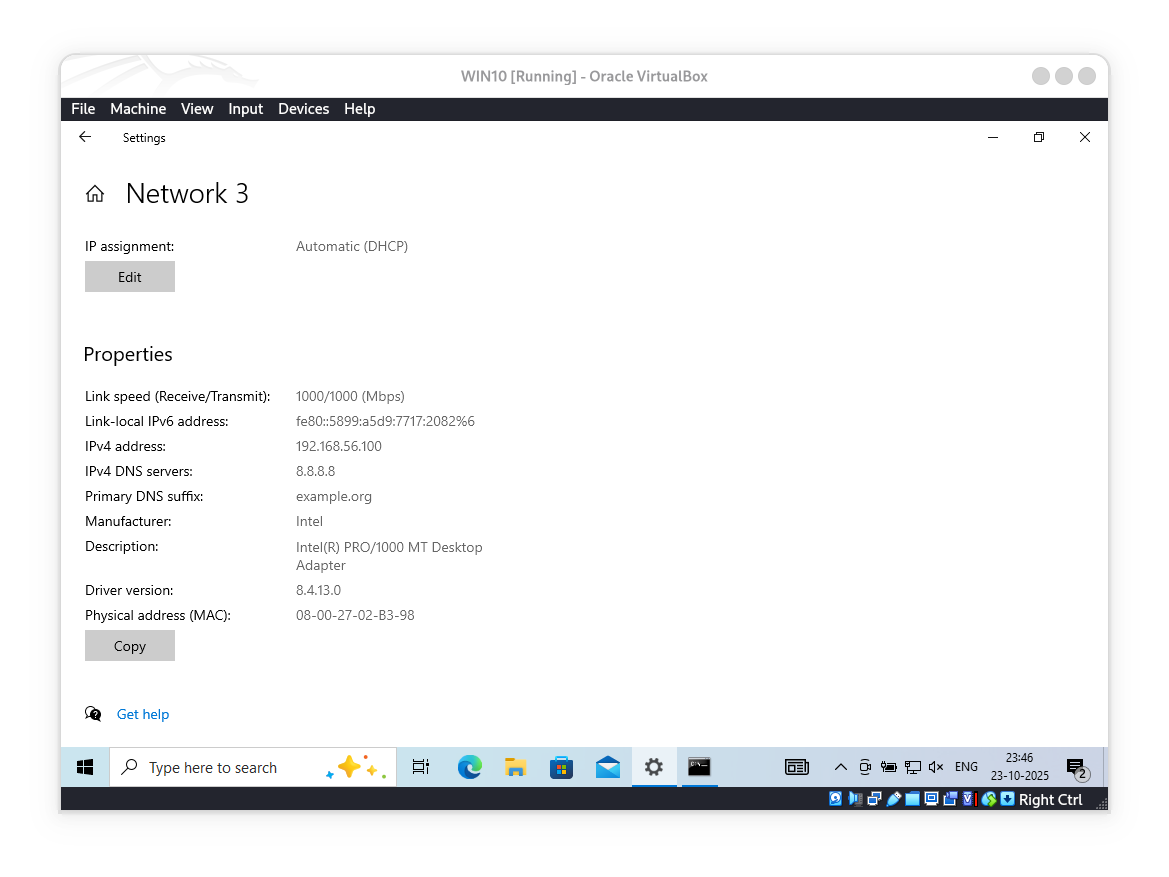 WIN10 [Running] - Oracle VirtualBox
File Machine View Input Devices Help
Settings
Network 3
IP assignment: Automatic (DHCP)
Edit
Properties
Link speed (Receive/Transmit): 1000/1000 (Mbps)
Link-local IPv6 address: fe80::5899:a5d9:7717:2082%6
IPv4 address: 192.168.56.100
IPv4 DNS servers: 8.8.8.8
Primary DNS suffix: example.org
Manufacturer: Intel
Description: Intel(R) PRO/1000 MT Desktop
Adapter
Driver version: 8.4.13.0
Physical address (MAC): 08-00-27-02-B3-98
Copy
Get help
Type here to search
ENG
23:46
23-10-2025
2
Right Ctrl